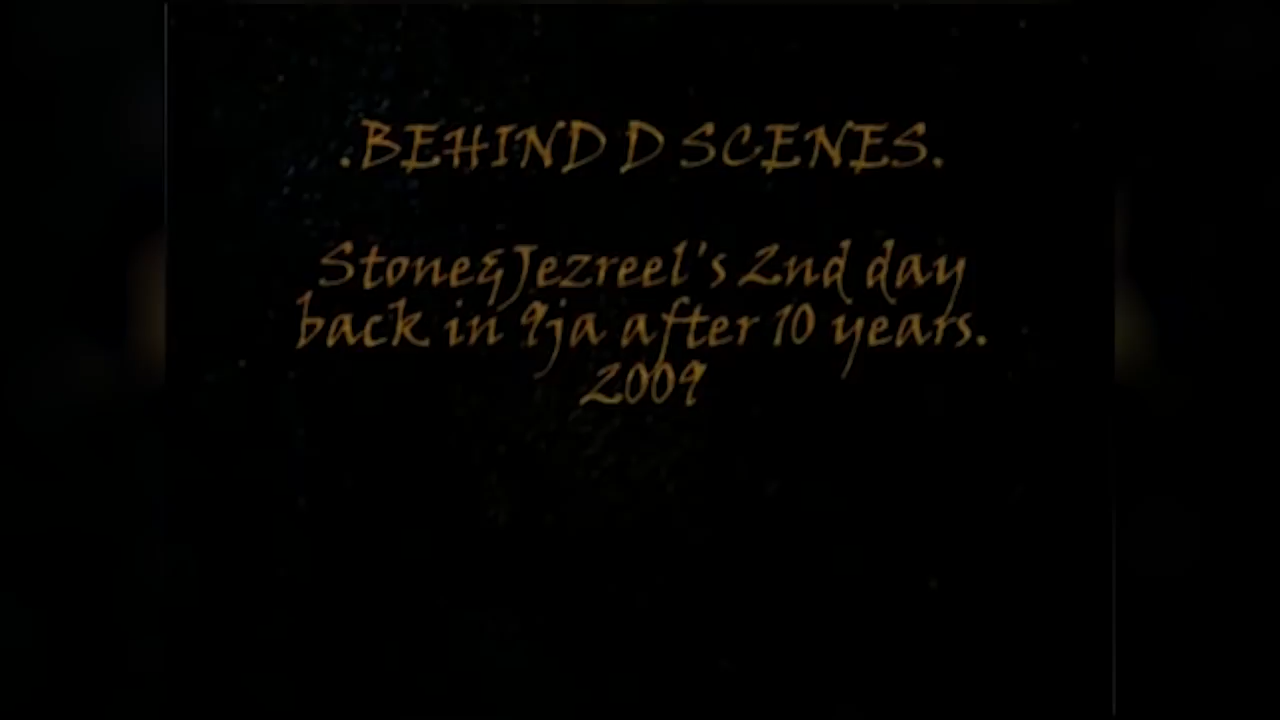 .BEHIND D SCENES.
Stone&Jezreel's 2nd day
back in 9ja after 10 years.
2009